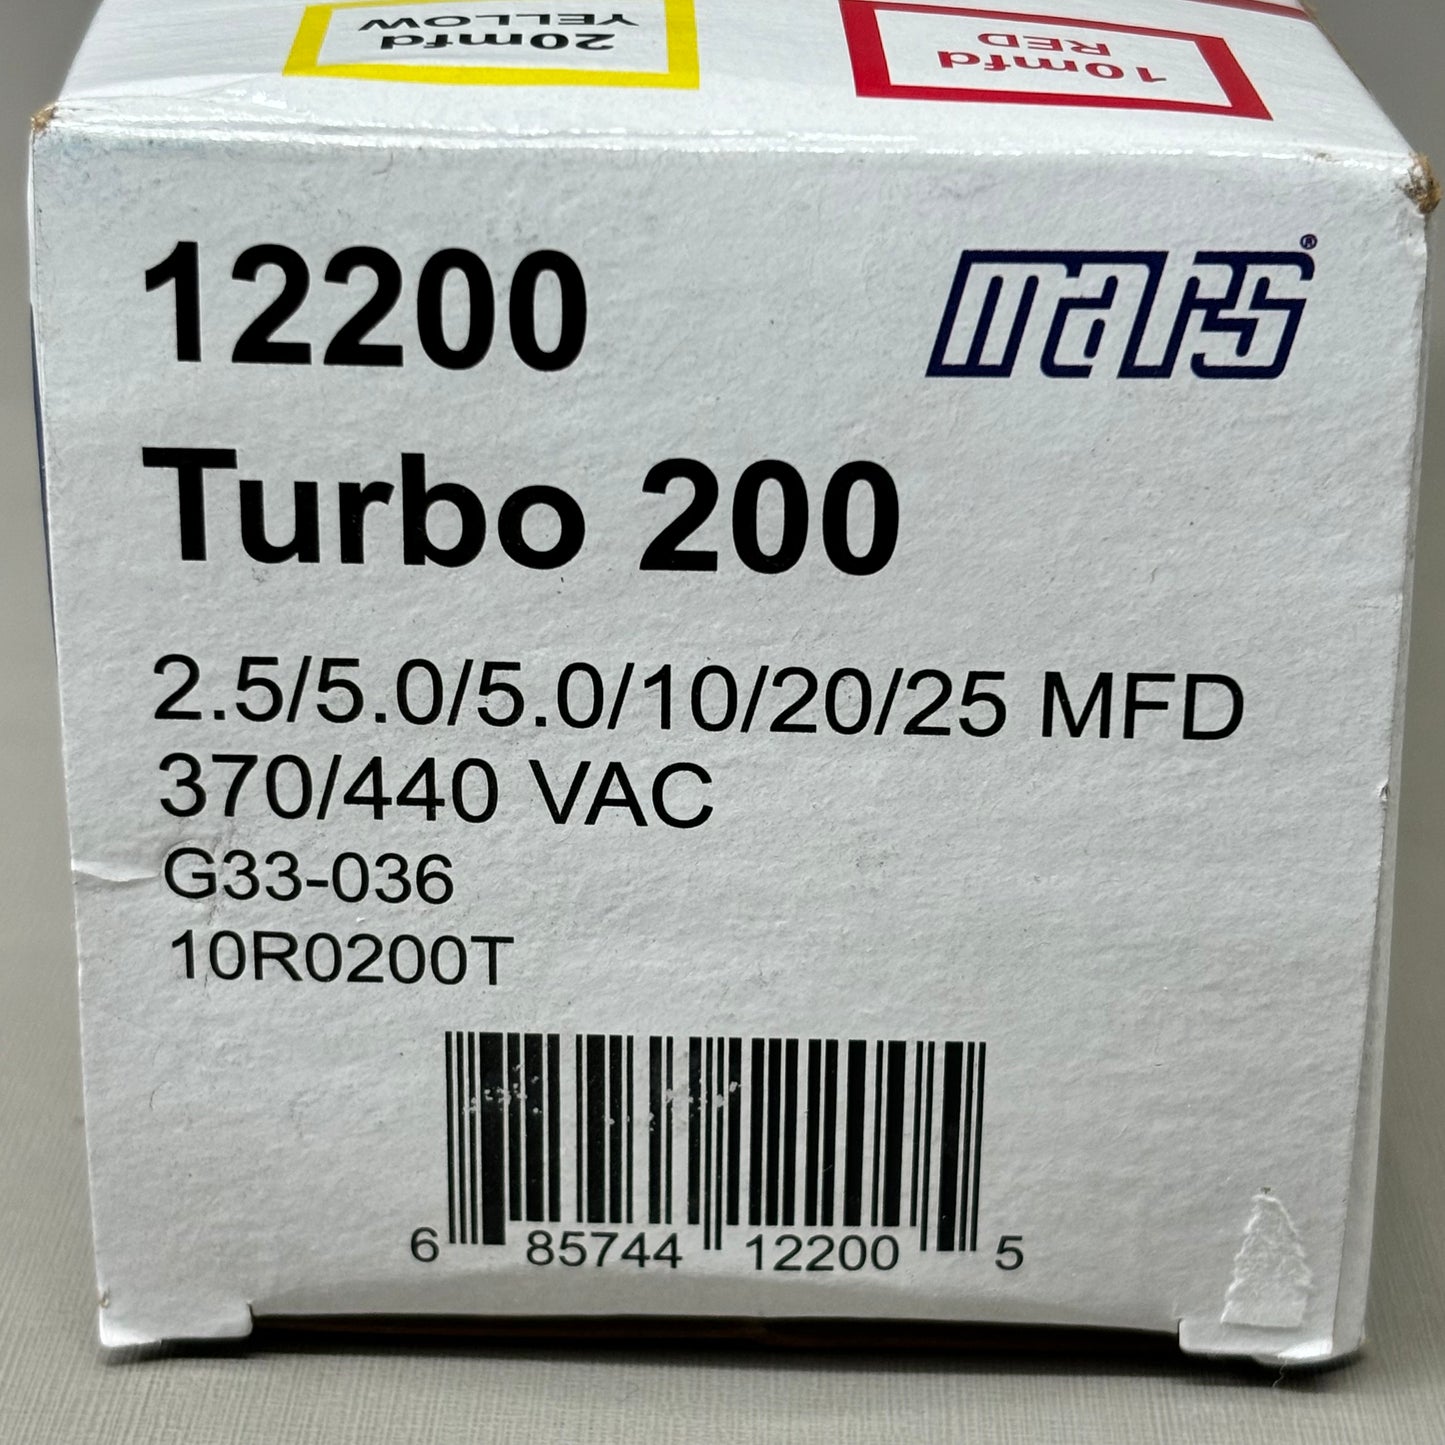 20mfd
YELLOW
10mfd
RED
12200
mars®
Turbo 200
2.5/5.0/5.0/10/20/25 MFD
370/440 VAC
G33-036
10R0200T
6 85744 12200 5